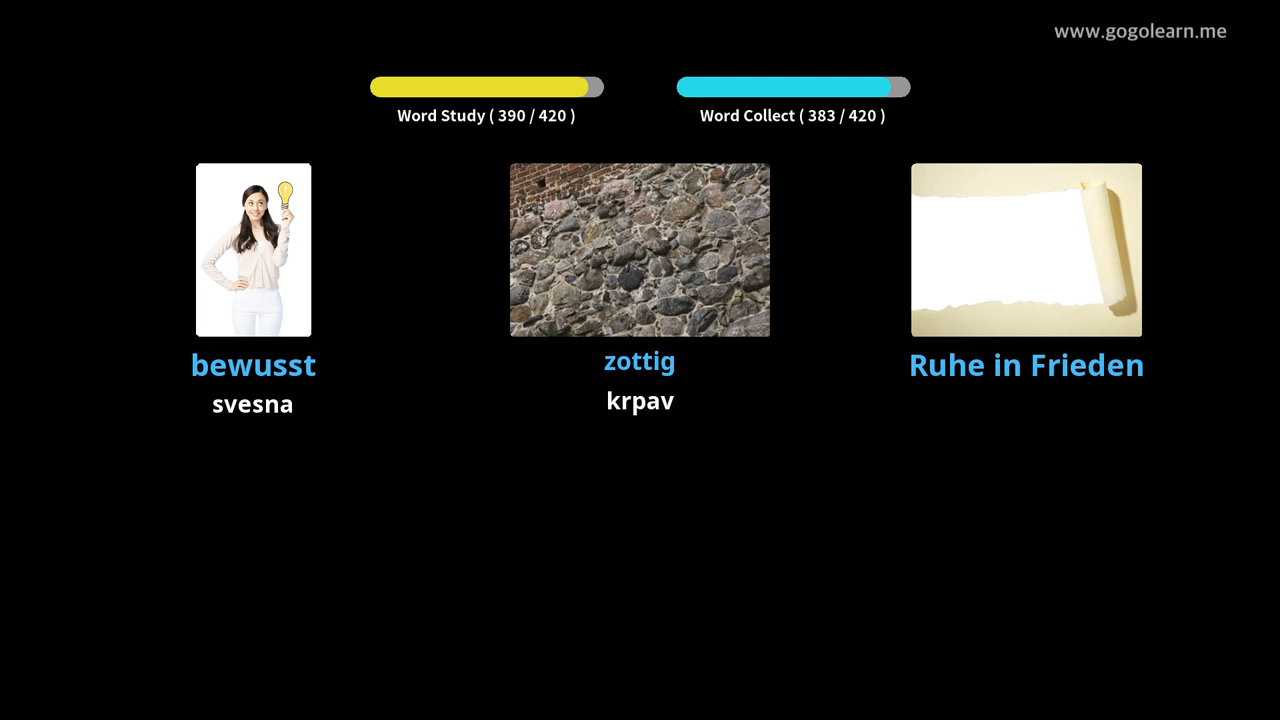 www.gogolearn.me
Word Study ( 390 / 420 )
Word Collect ( 383 / 420 )
bewusst
svesna
zottig
krpav
Ruhe in Frieden